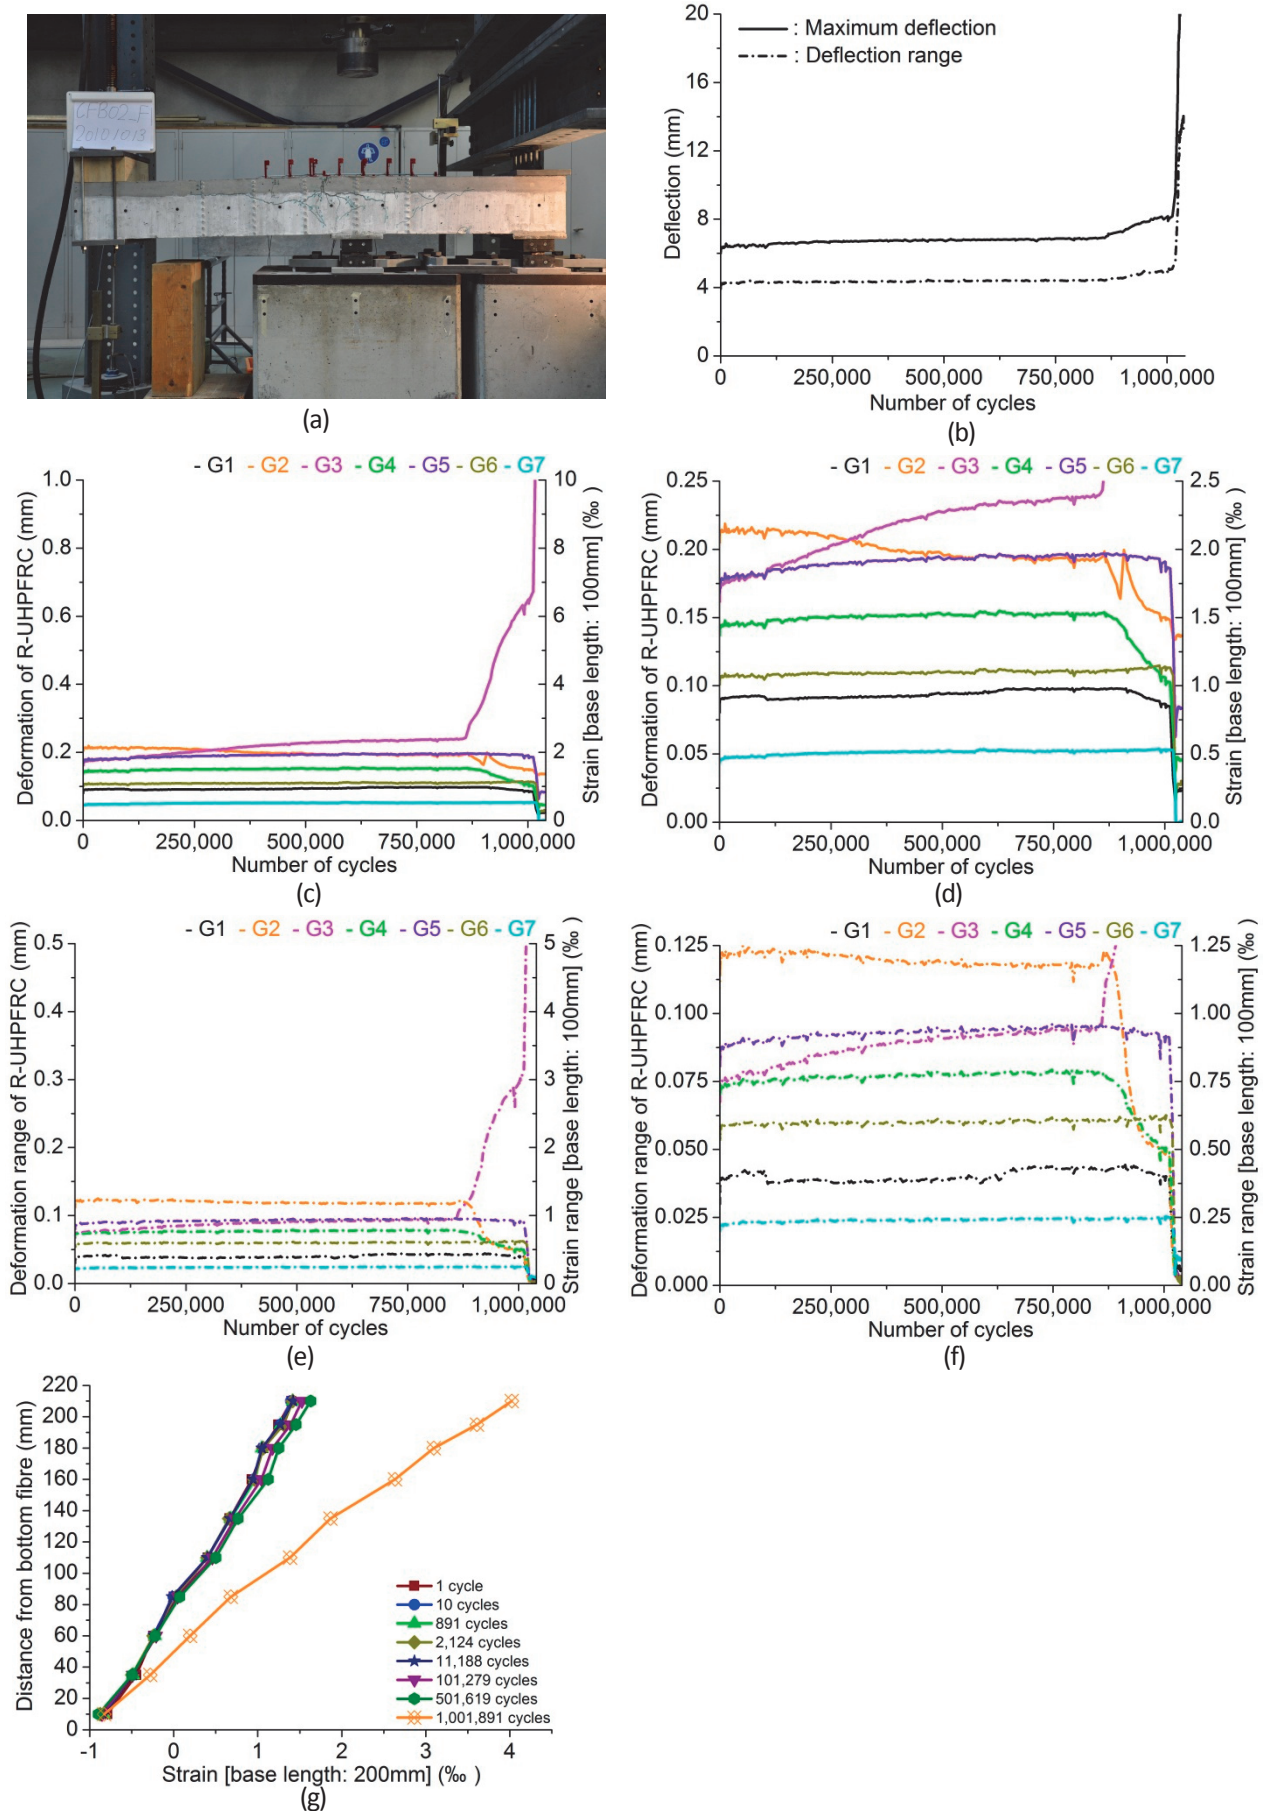 CFB02_F
20101013
(a)
20
16
12
8
4
0
Deflection (mm)
: Maximum deflection
: Deflection range
0
250,000
500,000
750,000
1,000,000
Number of cycles
(b)
- G1 - G2 - G3 - G4 - G5 - G6 - G7
1.0
0.8
0.6
0.4
0.2
0.0
Deformation of R-UHPFRC (mm)
10
8
6
4
2
0
Strain [base length: 100mm] (‰ )
0
250,000
500,000
750,000
1,000,000
Number of cycles
(c)
- G1 - G2 - G3 - G4 - G5 - G6 - G7
0.25
0.20
0.15
0.10
0.05
0.00
Deformation of R-UHPFRC (mm)
2.5
2.0
1.5
1.0
0.5
0.0
Strain [base length: 100mm] (‰ )
0
250,000
500,000
750,000
1,000,000
Number of cycles
(d)
- G1 - G2 - G3 - G4 - G5 - G6 - G7
0.5
0.4
0.3
0.2
0.1
0.0
Deformation range of R-UHPFRC (mm)
5
4
3
2
1
0
Strain range [base length: 100mm] (‰ )
0
250,000
500,000
750,000
1,000,000
Number of cycles
(e)
- G1 - G2 - G3 - G4 - G5 - G6 - G7
0.125
0.100
0.075
0.050
0.025
0.000
Deformation range of R-UHPFRC (mm)
1.25
1.00
0.75
0.50
0.25
0.00
Strain range [base length: 100mm] (‰ )
0
250,000
500,000
750,000
1,000,000
Number of cycles
(f)
220
200
180
160
140
120
100
80
60
40
20
0
Distance from bottom fibre (mm)
1 cycle
10 cycles
891 cycles
2,124 cycles
11,188 cycles
101,279 cycles
501,619 cycles
1,001,891 cycles
-1
0
1
2
3
4
Strain [base length: 200mm] (‰ )
(g)